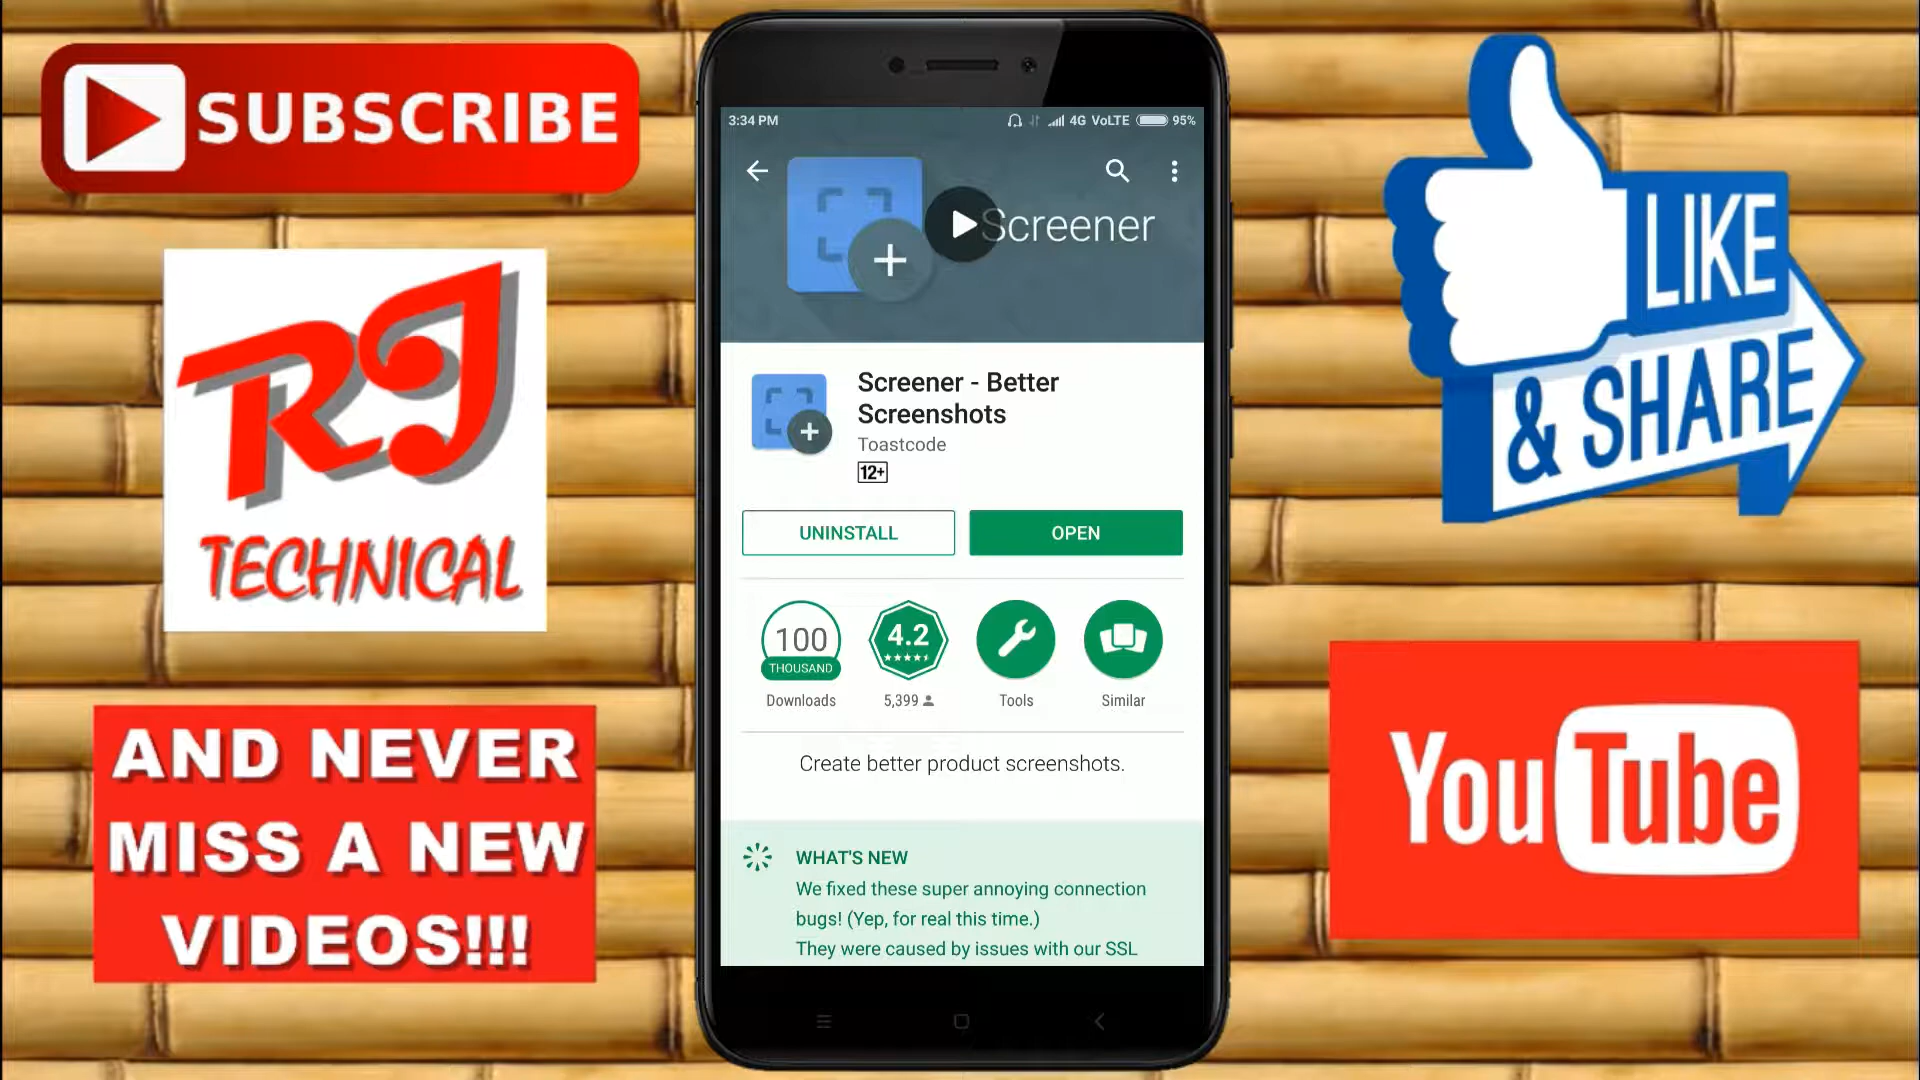 SUBSCRIBE
RJ
TECHNICAL
AND NEVER
MISS A NEW
VIDEOS!!!
3:34 PM
4G VoLTE 95%
Screener
Screener - Better
Screenshots
Toastcode
12+
UNINSTALL
OPEN
100
THOUSAND
Downloads
4.2
5,399
Tools
Similar
Create better product screenshots.
WHAT'S NEW
We fixed these super annoying connection
bugs! (Yep, for real this time.)
They were caused by issues with our SSL
LIKE
& SHARE
YouTube